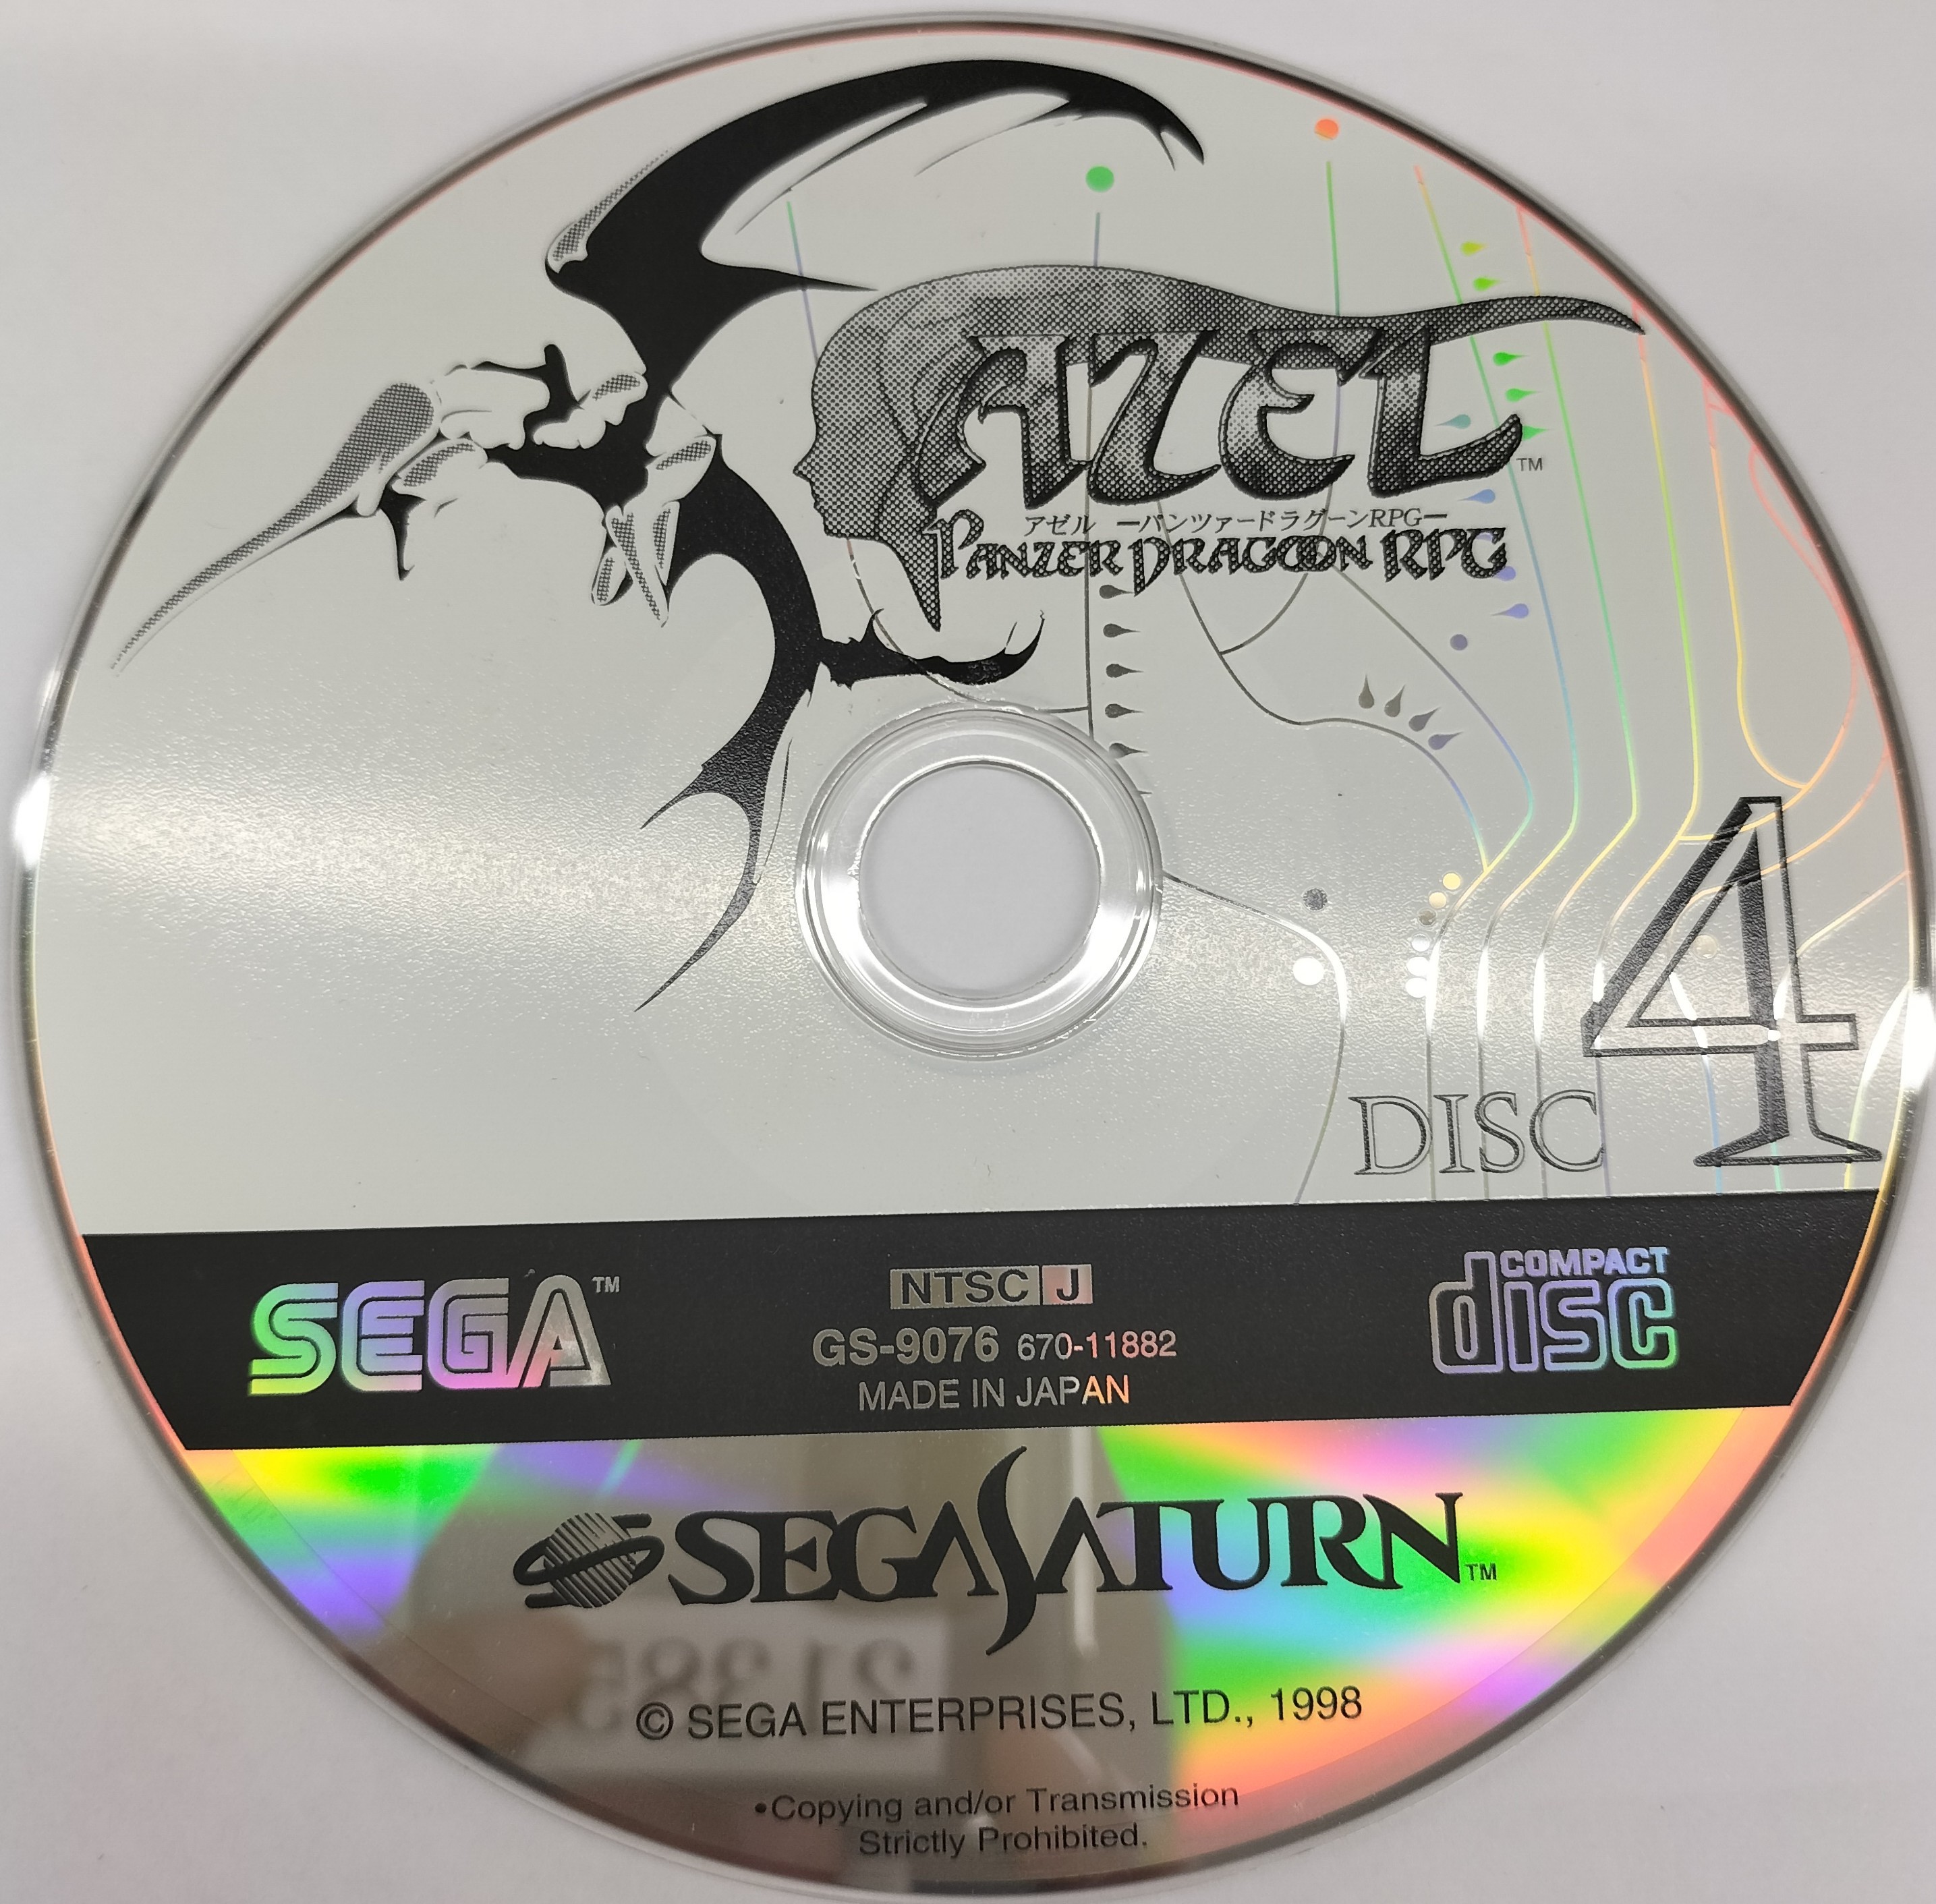 AZEL™
アゼル ―パンツァードラグーンRPG―
PANZER DRAGOON RPG
DISC 4
SEGA™
NTSC J
GS-9076 670-11882
MADE IN JAPAN
COMPACT
disc
SEGA SATURN™
© SEGA ENTERPRISES, LTD., 1998
•Copying and/or Transmission
Strictly Prohibited.